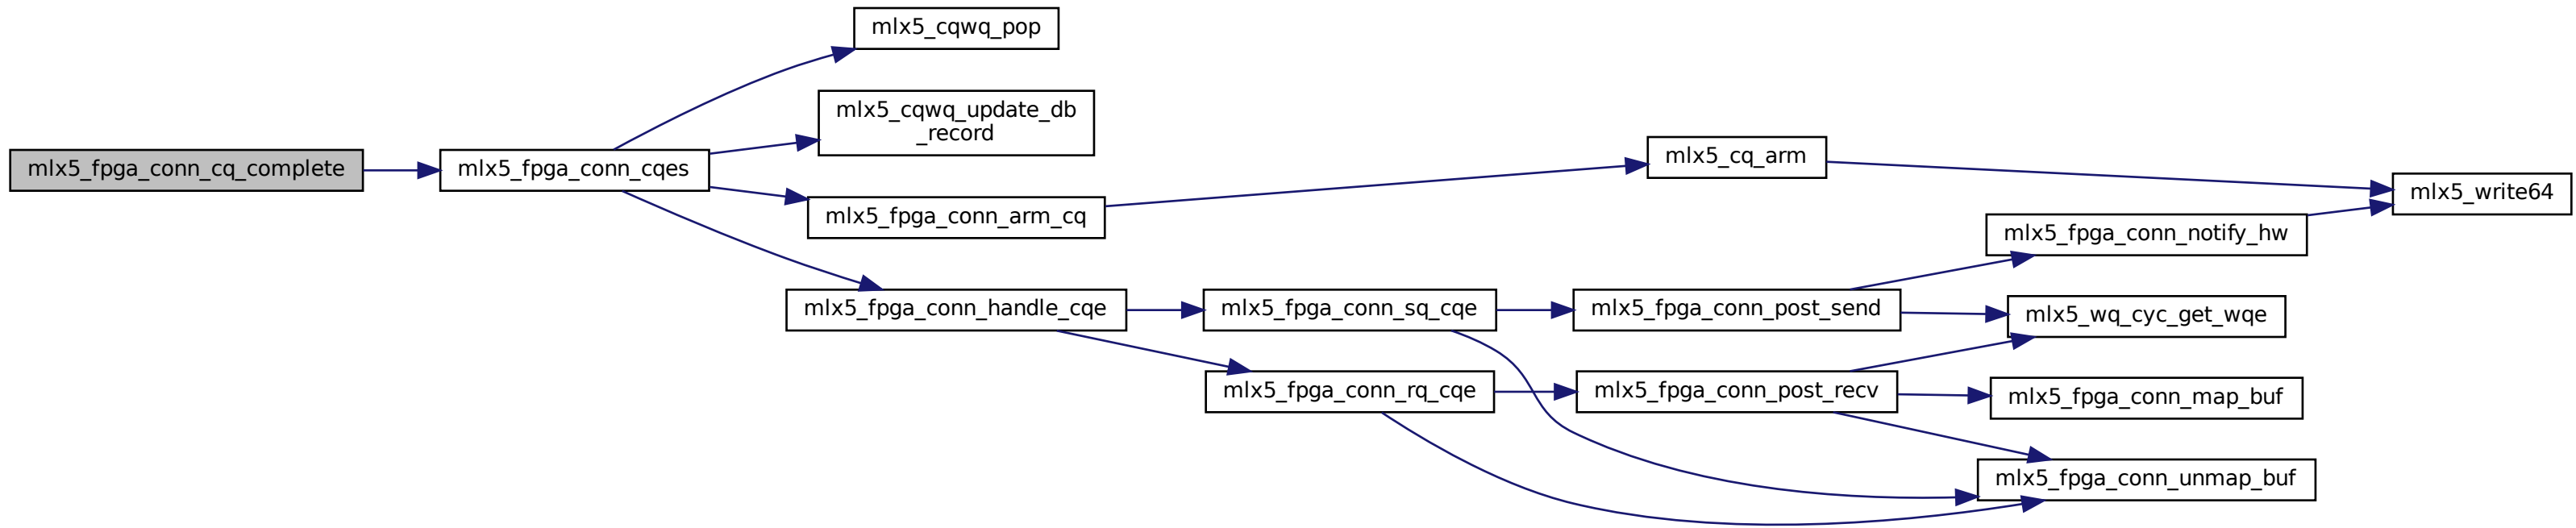 mlx5_fpga_conn_cq_complete
mlx5_fpga_conn_cqes
mlx5_cqwq_pop
mlx5_cqwq_update_db
_record
mlx5_fpga_conn_arm_cq
mlx5_fpga_conn_handle_cqe
mlx5_cq_arm
mlx5_write64
mlx5_fpga_conn_sq_cqe
mlx5_fpga_conn_rq_cqe
mlx5_fpga_conn_post_send
mlx5_fpga_conn_post_recv
mlx5_fpga_conn_notify_hw
mlx5_wq_cyc_get_wqe
mlx5_fpga_conn_map_buf
mlx5_fpga_conn_unmap_buf